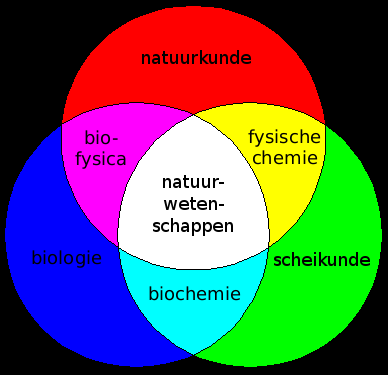 natuurkunde
bio-
fysica
fysische
chemie
natuur-
weten-
schappen
biologie
scheikunde
biochemie